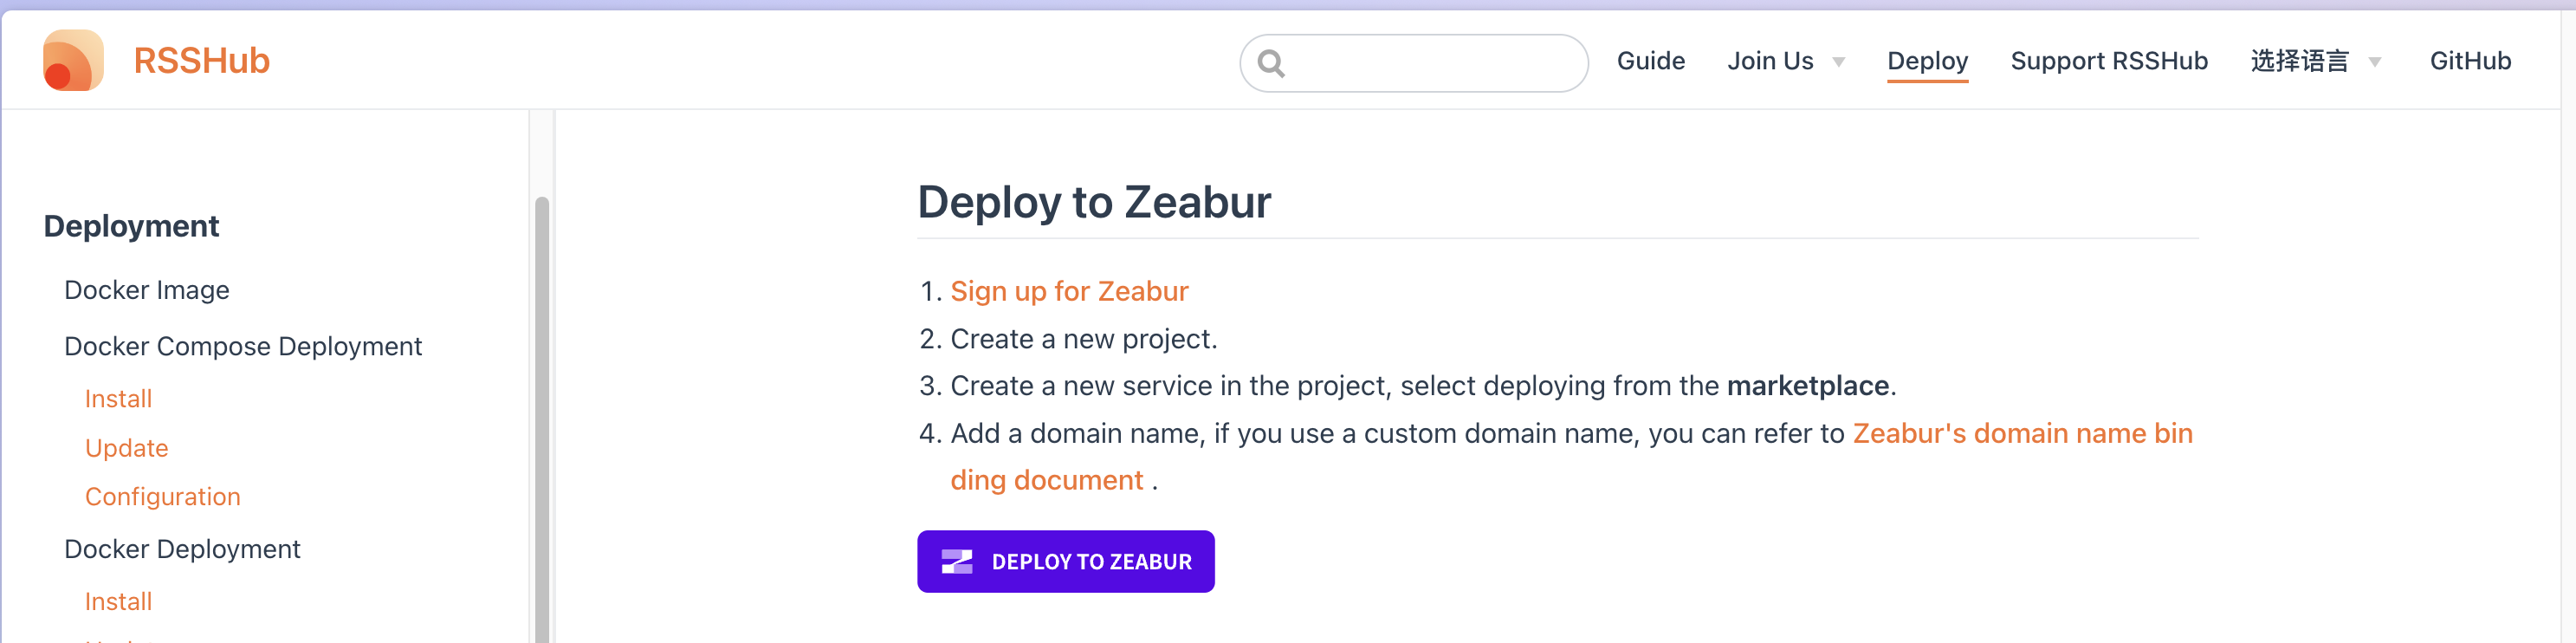 RSSHub
Guide
Join Us
Deploy
Support RSSHub
选择语言
GitHub
Deployment
Docker Image
Docker Compose Deployment
Install
Update
Configuration
Docker Deployment
Install
Deploy to Zeabur
1. Sign up for Zeabur
2. Create a new project.
3. Create a new service in the project, select deploying from the marketplace.
4. Add a domain name, if you use a custom domain name, you can refer to Zeabur's domain name bin
ding document .
DEPLOY TO ZEABUR